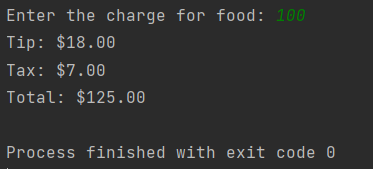 Enter the charge for food: 100
Tip: $18.00
Tax: $7.00
Total: $125.00
Process finished with exit code 0